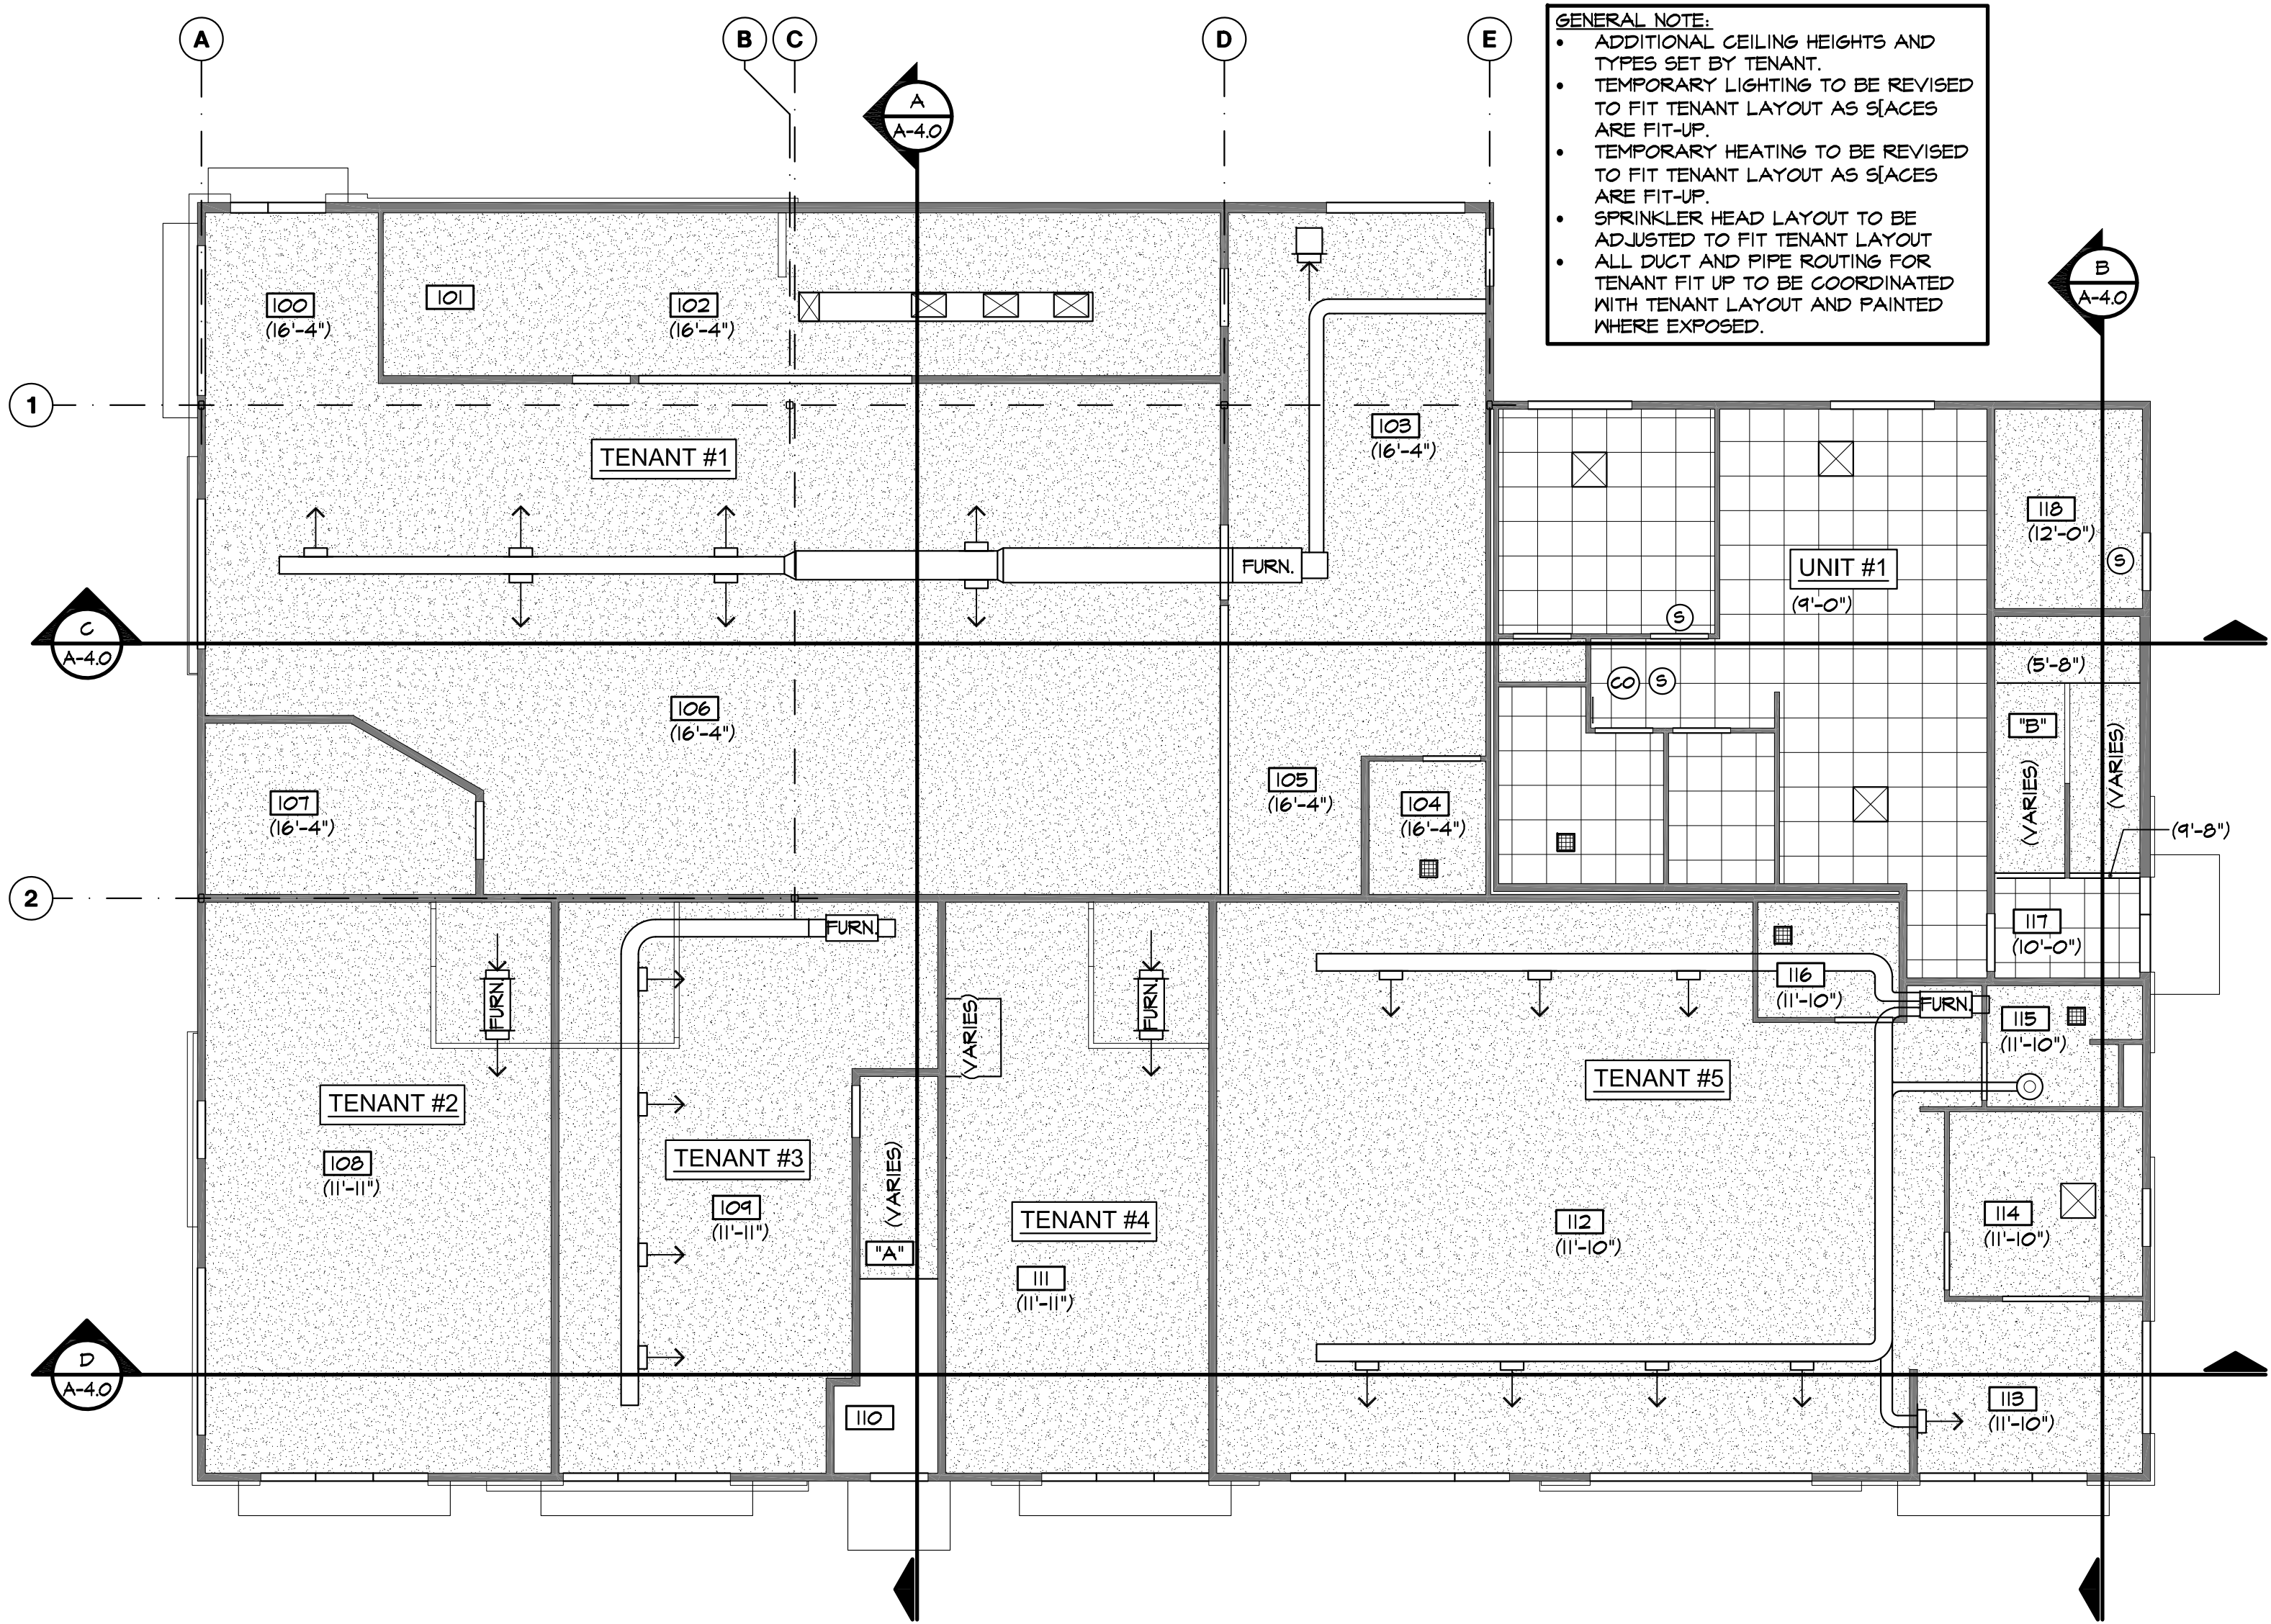 A
B
C
D
E
GENERAL NOTE:
• ADDITIONAL CEILING HEIGHTS AND
TYPES SET BY TENANT.
• TEMPORARY LIGHTING TO BE REVISED
TO FIT TENANT LAYOUT AS S[ACES
ARE FIT-UP.
• TEMPORARY HEATING TO BE REVISED
TO FIT TENANT LAYOUT AS S[ACES
ARE FIT-UP.
• SPRINKLER HEAD LAYOUT TO BE
ADJUSTED TO FIT TENANT LAYOUT
• ALL DUCT AND PIPE ROUTING FOR
TENANT FIT UP TO BE COORDINATED
WITH TENANT LAYOUT AND PAINTED
WHERE EXPOSED.
A
A-4.0
B
A-4.0
100
(16'-4")
101
102
(16'-4")
1
103
(16'-4")
TENANT #1
FURN.
118
(12'-0")
S
UNIT #1
(9'-0")
S
C
A-4.0
CO
S
(5'-8")
106
(16'-4")
"B"
(VARIES)
(VARIES)
107
(16'-4")
105
(16'-4")
104
(16'-4")
(9'-8")
2
117
(10'-0")
FURN.
FURN.
FURN.
116
(11'-10")
FURN.
115
(11'-10")
(VARIES)
TENANT #2
TENANT #5
108
(11'-11")
TENANT #3
109
(11'-11")
(VARIES)
"A"
TENANT #4
111
(11'-11")
112
(11'-10")
114
(11'-10")
D
A-4.0
110
113
(11'-10")